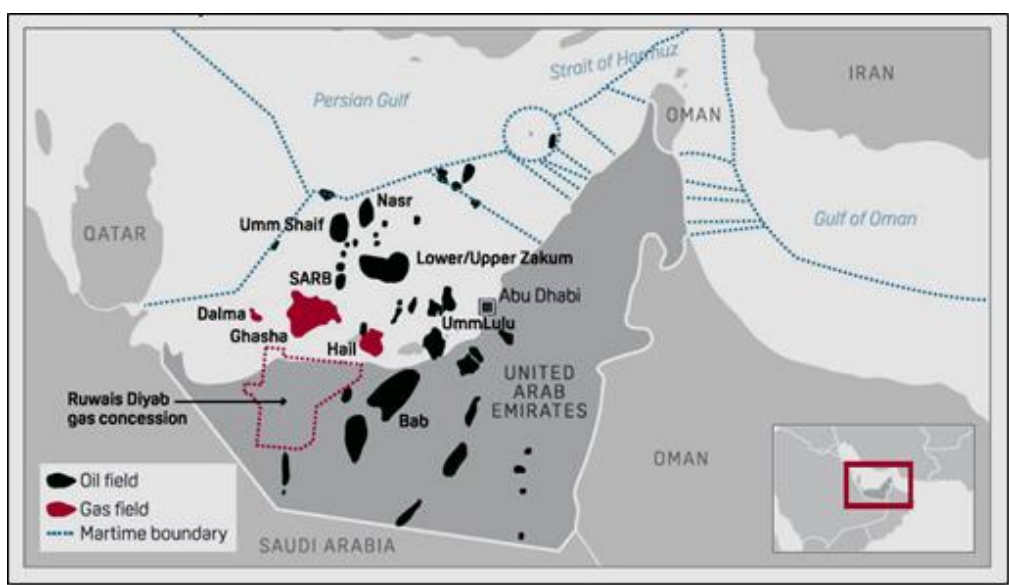 Strait of Hormuz
IRAN
Persian Gulf
OMAN
Nasr
Umm Shaif
QATAR
Gulf of Oman
Lower/Upper Zakum
SARB
Abu Dhabi
Dalma
UmmLulu
Ghasha
Hail
UNITED
ARAB
EMIRATES
Ruwais Diyab
gas concession
Bab
OMAN
Oil field
Gas field
Martime boundary
SAUDI ARABIA